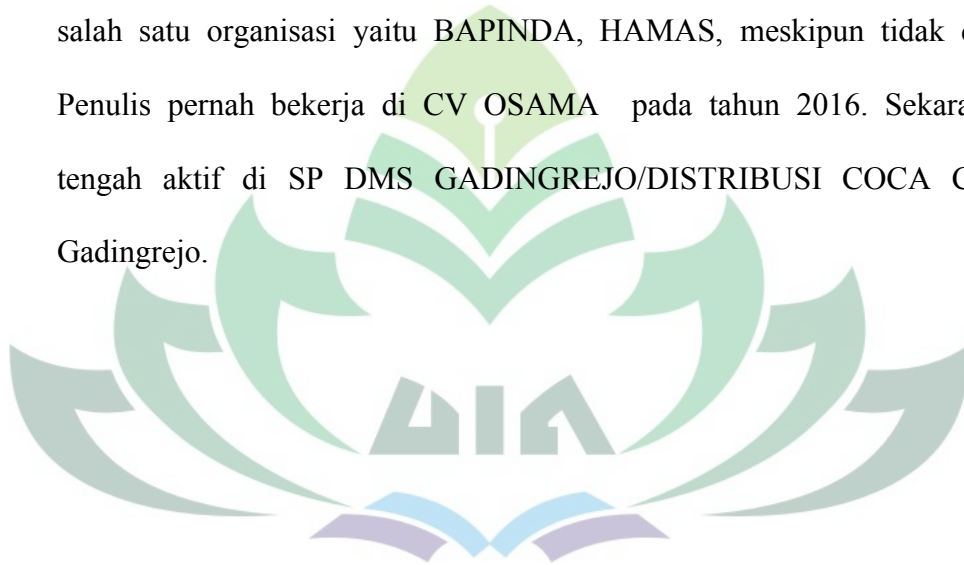 salah satu organisasi yaitu BAPINDA, HAMAS, meskipun tidak
Penulis pernah bekerja di CV OSAMA pada tahun 2016.
tengah aktif di SP DMS GADINGREJO/DISTRIBUSI COCA
Gadingrejo.
UIN